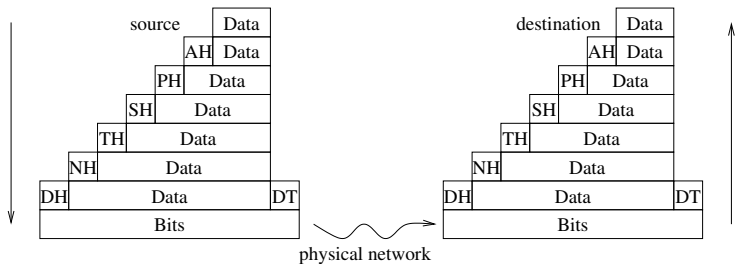 Data
source
AH Data
PH Data
SH Data
TH Data
NH Data
DH Data DT
Bits
physical network
Data
destination
AH Data
PH Data
SH Data
TH Data
NH Data
DH Data DT
Bits